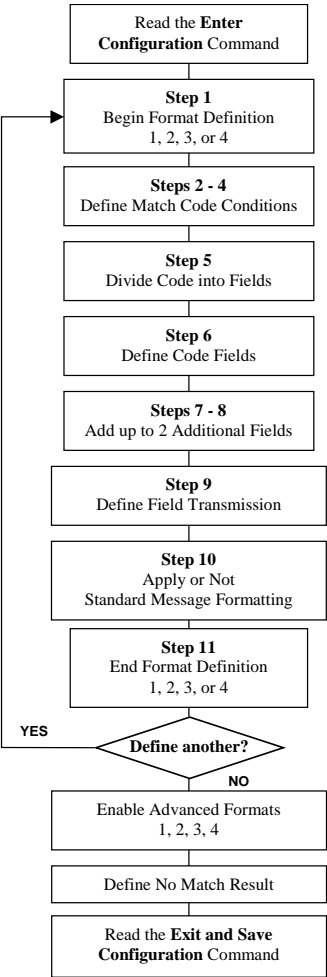 Read the Enter
Configuration Command
Step 1
Begin Format Definition
1, 2, 3, or 4
Steps 2 - 4
Define Match Code Conditions
Step 5
Divide Code into Fields
Step 6
Define Code Fields
Steps 7 - 8
Add up to 2 Additional Fields
Step 9
Define Field Transmission
Step 10
Apply or Not
Standard Message Formatting
Step 11
End Format Definition
1, 2, 3, or 4
YES
Define another?
NO
Enable Advanced Formats
1, 2, 3, 4
Define No Match Result
Read the Exit and Save
Configuration Command